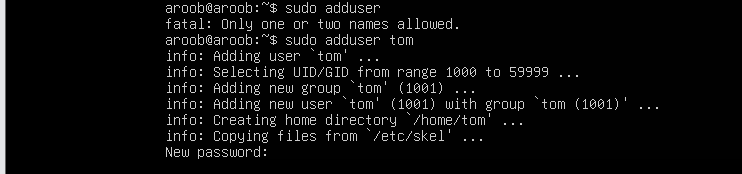 aroob@aroob:~$ sudo adduser
fatal: Only one or two names allowed.
aroob@aroob:~$ sudo adduser tom
info: Adding user `tom' ...
info: Selecting UID/GID from range 1000 to 59999 ...
info: Adding new group `tom' (1001) ...
info: Adding new user `tom' (1001) with group `tom (1001)' ...
info: Creating home directory `/home/tom' ...
info: Copying files from `/etc/skel' ...
New password: